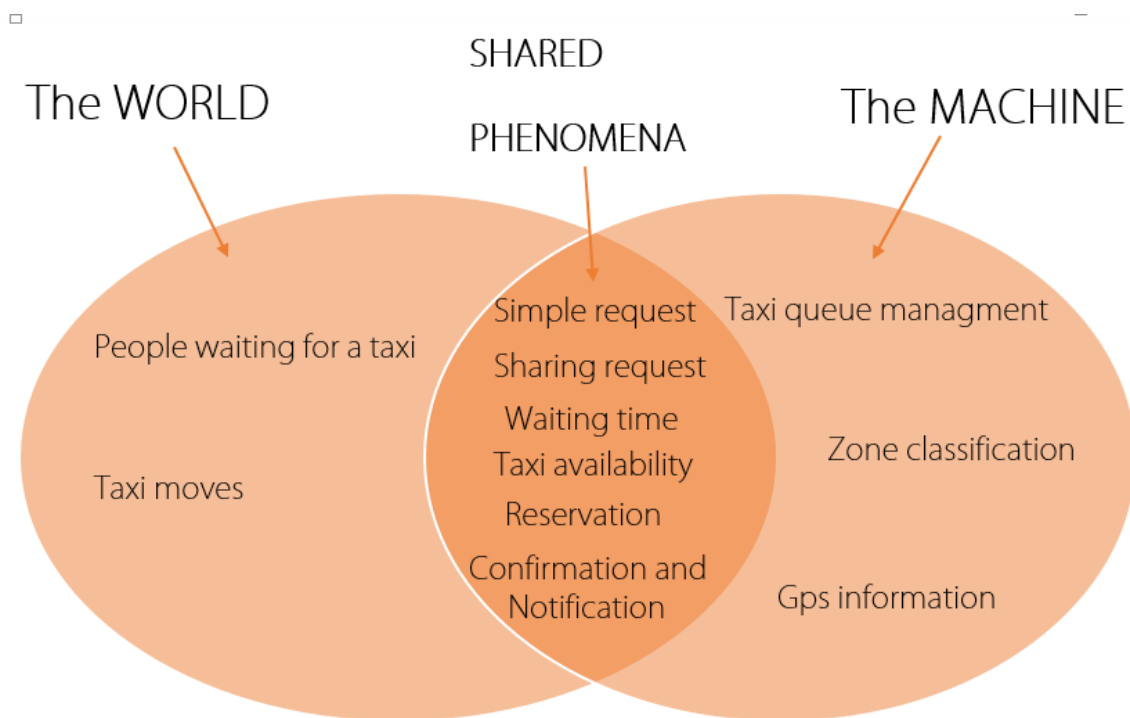 SHARED
PHENOMENA
The WORLD
The MACHINE
People waiting for a taxi
Taxi moves
Simple request
Sharing request
Waiting time
Taxi availability
Reservation
Confirmation and
Notification
Taxi queue managment
Zone classification
Gps information